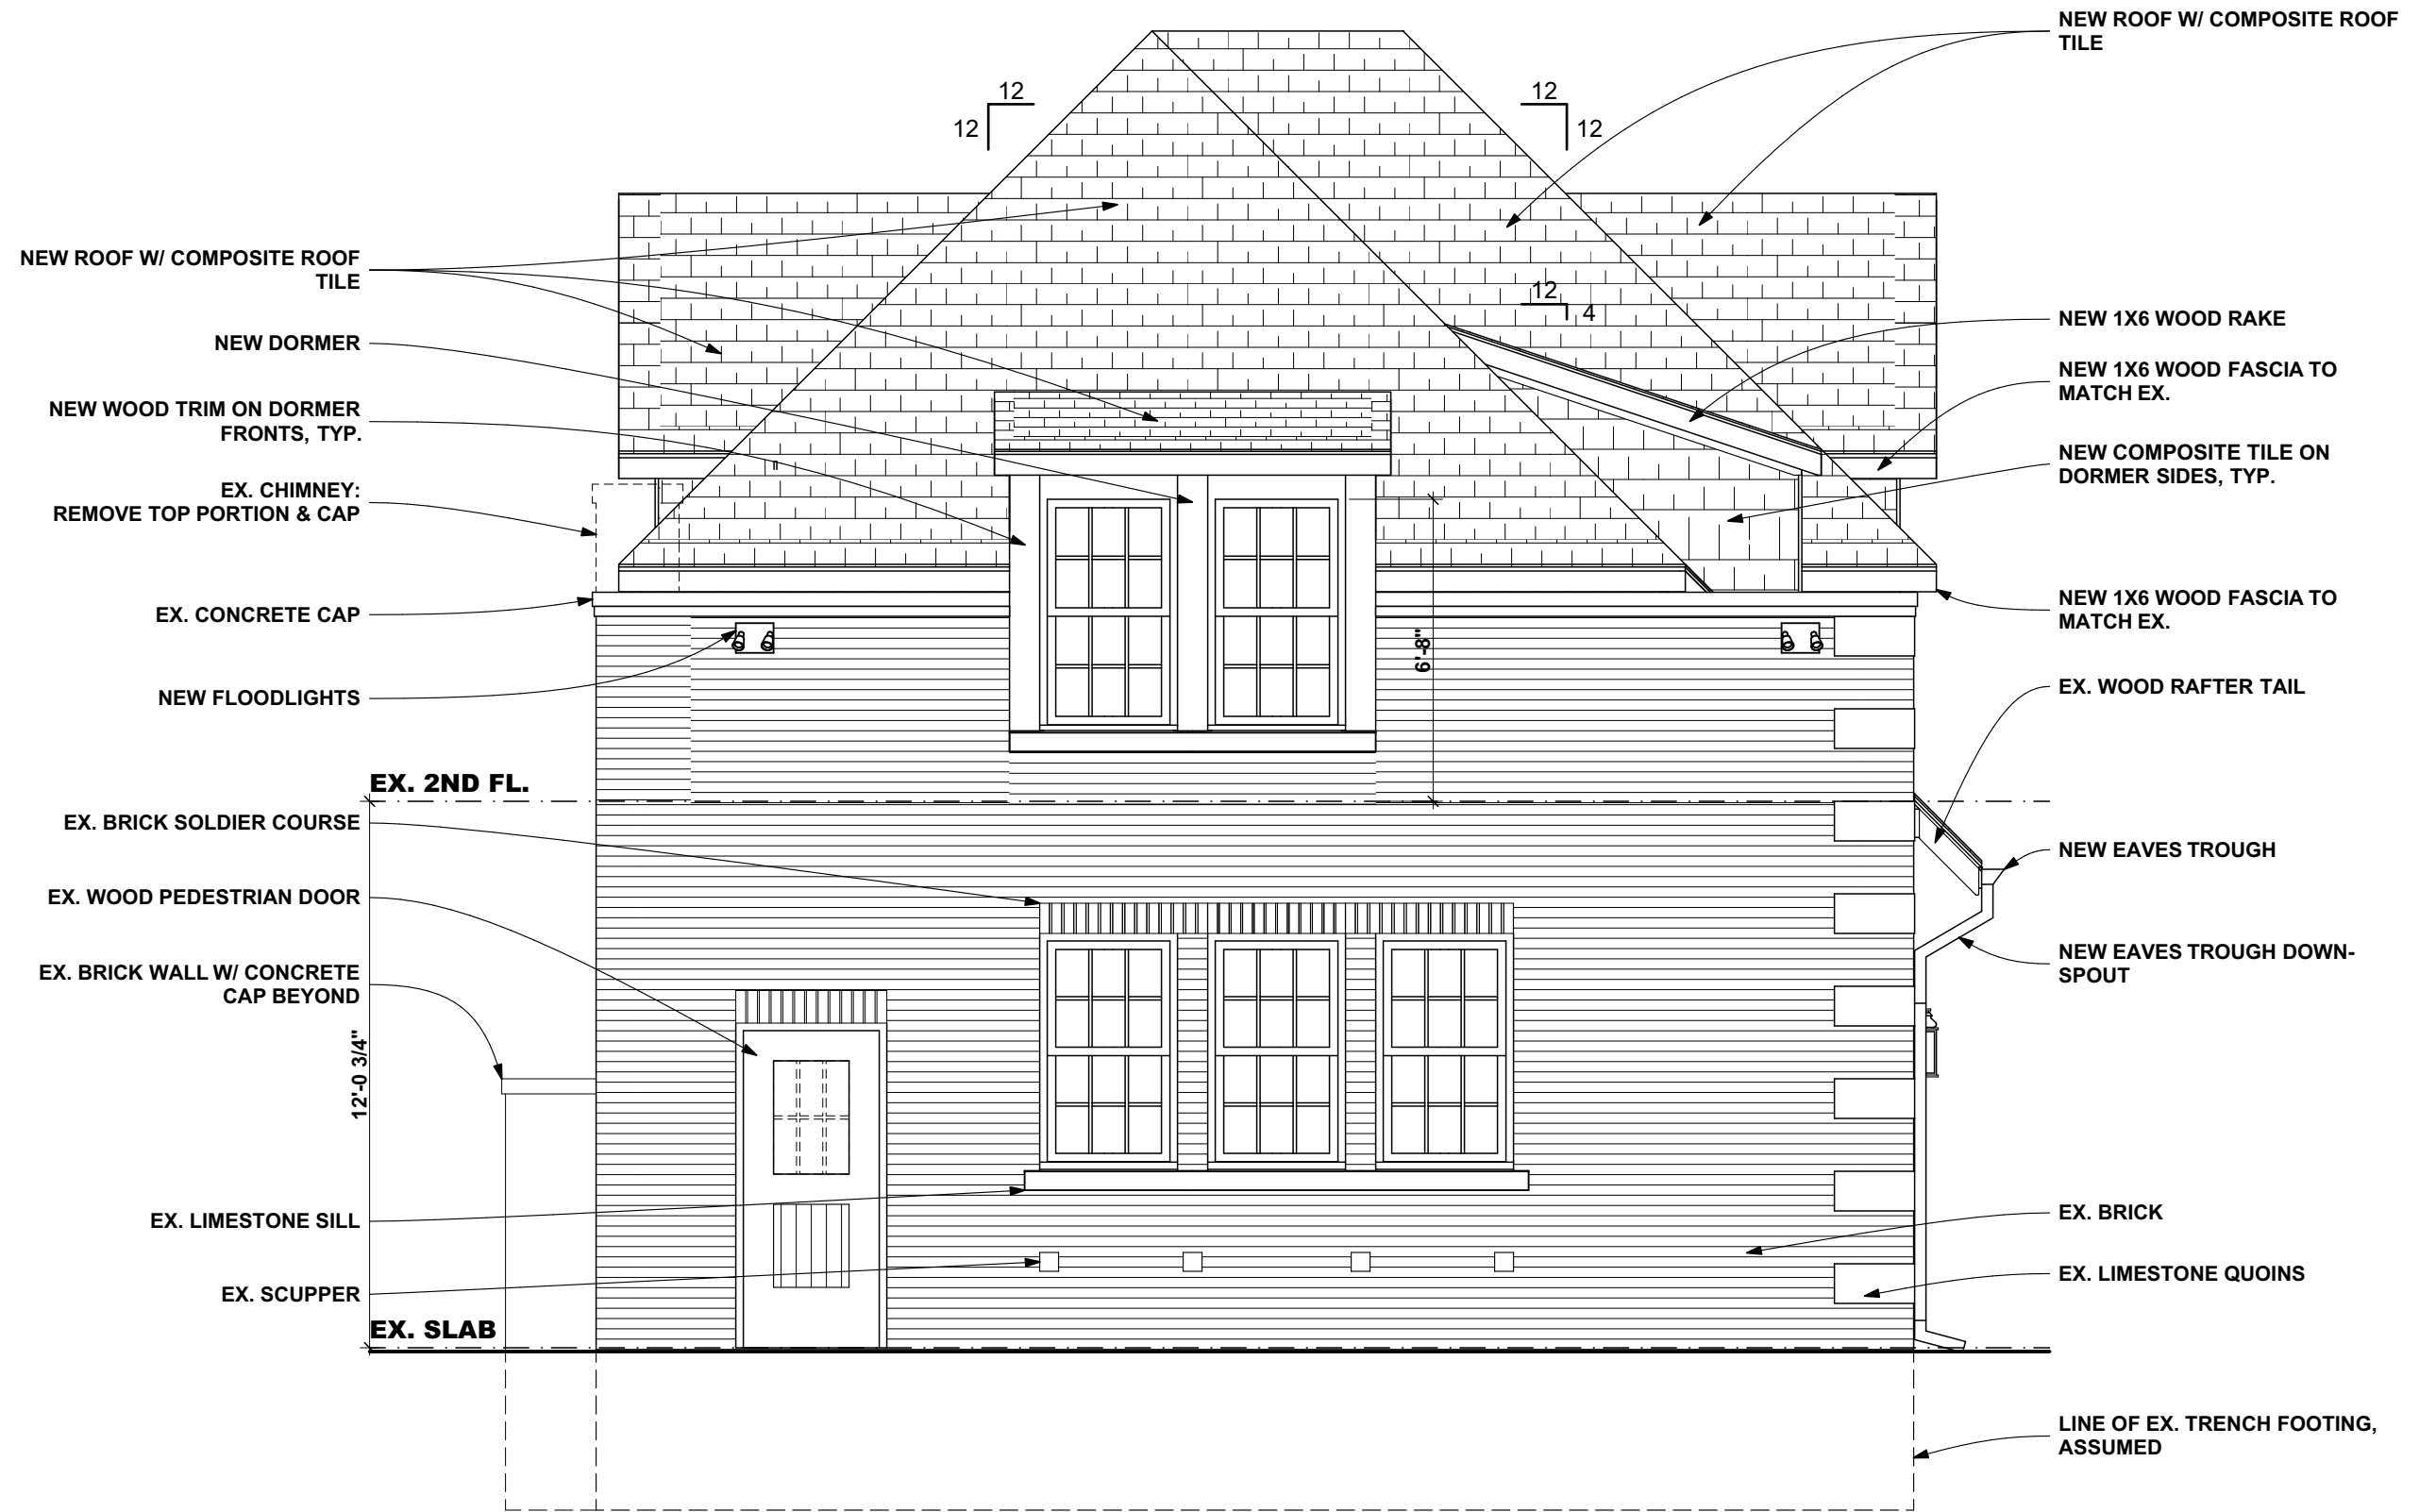 NEW ROOF W/ COMPOSITE ROOF
TILE
12
12
12
12
12
4
NEW ROOF W/ COMPOSITE ROOF
TILE
NEW DORMER
NEW WOOD TRIM ON DORMER
FRONTS, TYP.
EX. CHIMNEY:
REMOVE TOP PORTION & CAP
EX. CONCRETE CAP
NEW FLOODLIGHTS
EX. 2ND FL.
EX. BRICK SOLDIER COURSE
EX. WOOD PEDESTRIAN DOOR
EX. BRICK WALL W/ CONCRETE
CAP BEYOND
12'-0 3/4"
EX. LIMESTONE SILL
EX. SCUPPER
EX. SLAB
6'-8"
NEW 1X6 WOOD RAKE
NEW 1X6 WOOD FASCIA TO
MATCH EX.
NEW COMPOSITE TILE ON
DORMER SIDES, TYP.
NEW 1X6 WOOD FASCIA TO
MATCH EX.
EX. WOOD RAFTER TAIL
NEW EAVES TROUGH
NEW EAVES TROUGH DOWN-
SPOUT
EX. BRICK
EX. LIMESTONE QUOINS
LINE OF EX. TRENCH FOOTING,
ASSUMED